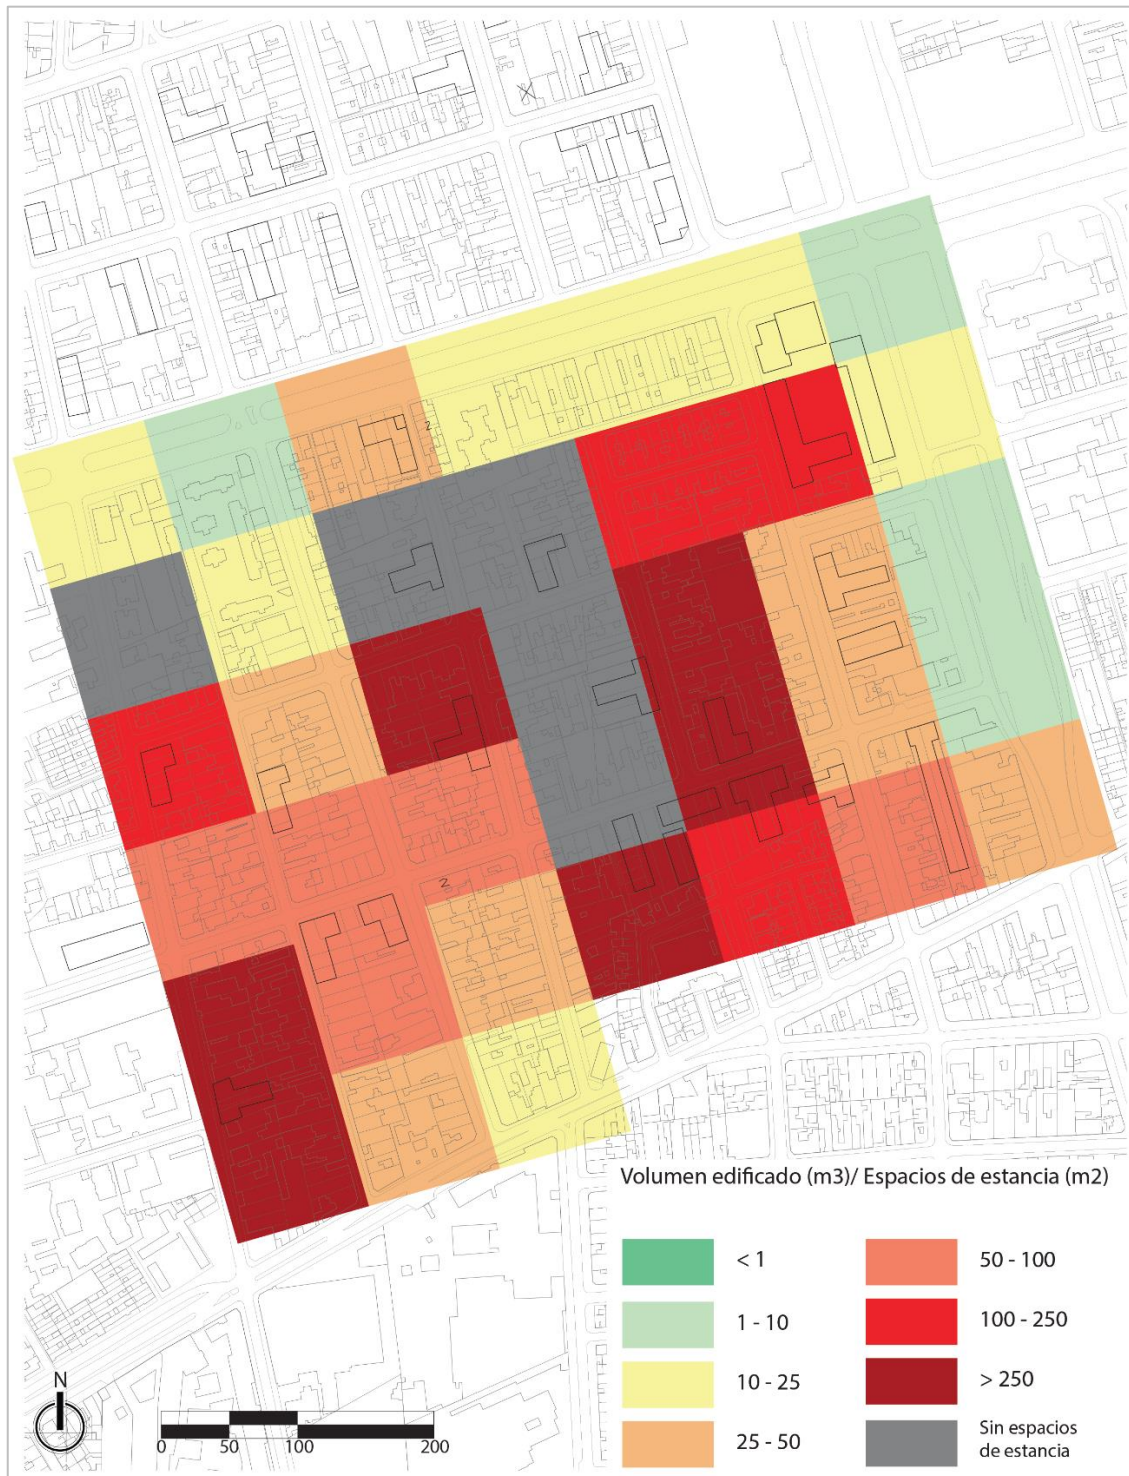 Volumen edificado (m3)/ Espacios de estancia (m2)
< 1
50 - 100
1 - 10
100 - 250
10 - 25
> 250
25 - 50
Sin espacios
de estancia
N
0 50 100 200